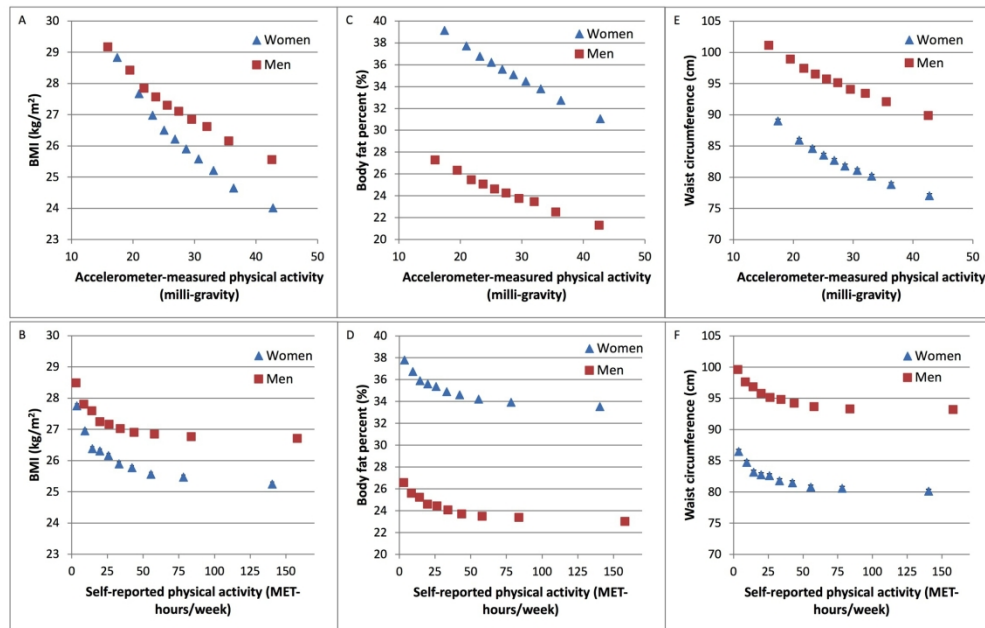 A
30
29
28
27
26
25
24
23
10 20 30 40 50
BMI (kg/m²)
Women
Men
Accelerometer-measured physical activity
(milli-gravity)
C
40
38
36
34
32
30
28
26
24
22
20
10 20 30 40 50
Body fat percent (%)
Women
Men
Accelerometer-measured physical activity
(milli-gravity)
E
105
100
95
90
85
80
75
70
10 20 30 40 50
Waist circumference (cm)
Women
Men
Accelerometer-measured physical activity
(milli-gravity)
B
30
29
28
27
26
25
24
23
0 25 50 75 100 125 150
BMI (kg/m²)
Women
Men
Self-reported physical activity (MET-
hours/week)
D
40
38
36
34
32
30
28
26
24
22
20
0 25 50 75 100 125 150
Body fat percent (%)
Women
Men
Self-reported physical activity (MET-
hours/week)
F
105
100
95
90
85
80
75
70
0 25 50 75 100 125 150
Waist circumference (cm)
Women
Men
Self-reported physical activity (MET-
hours/week)